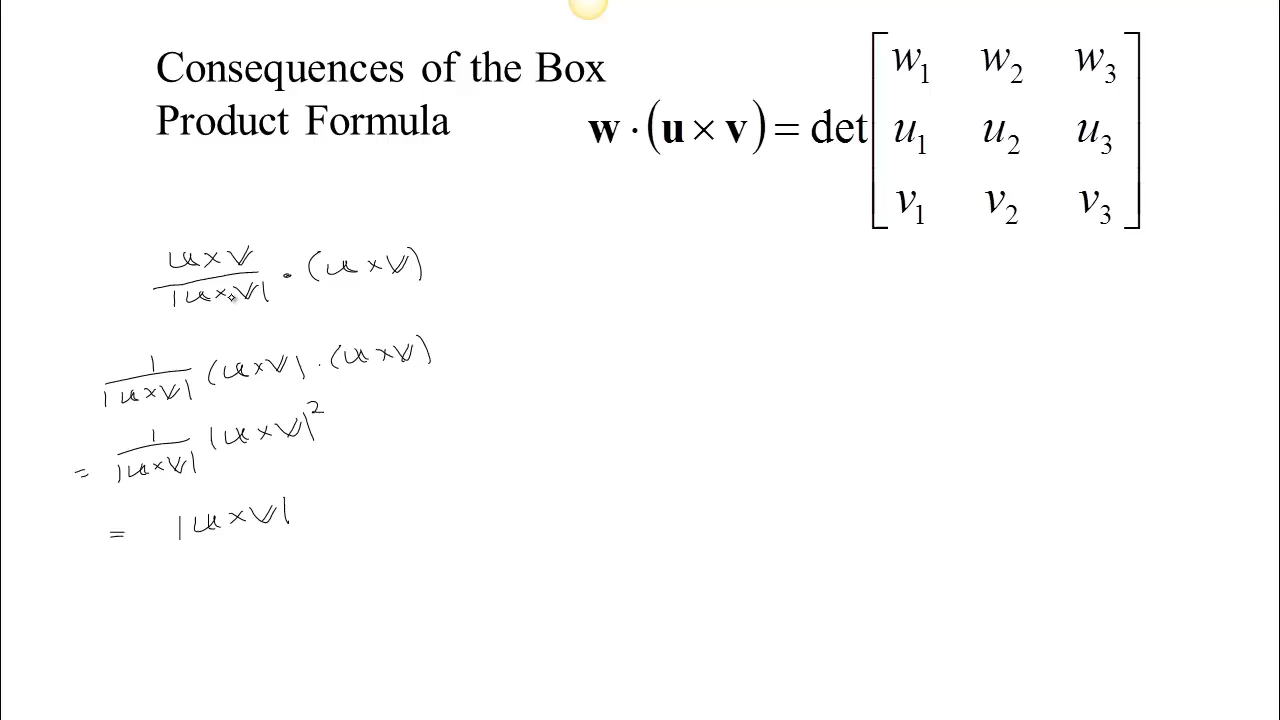 Consequences of the Box
Product Formula
w · (u × v) = det [ w₁ w₂ w₃
u₁ u₂ u₃
v₁ v₂ v₃ ]
u × v / |u × v| · (u × v)
1 / |u × v| (u × v) · (u × v)
= 1 / |u × v| |u × v|²
= |u × v|